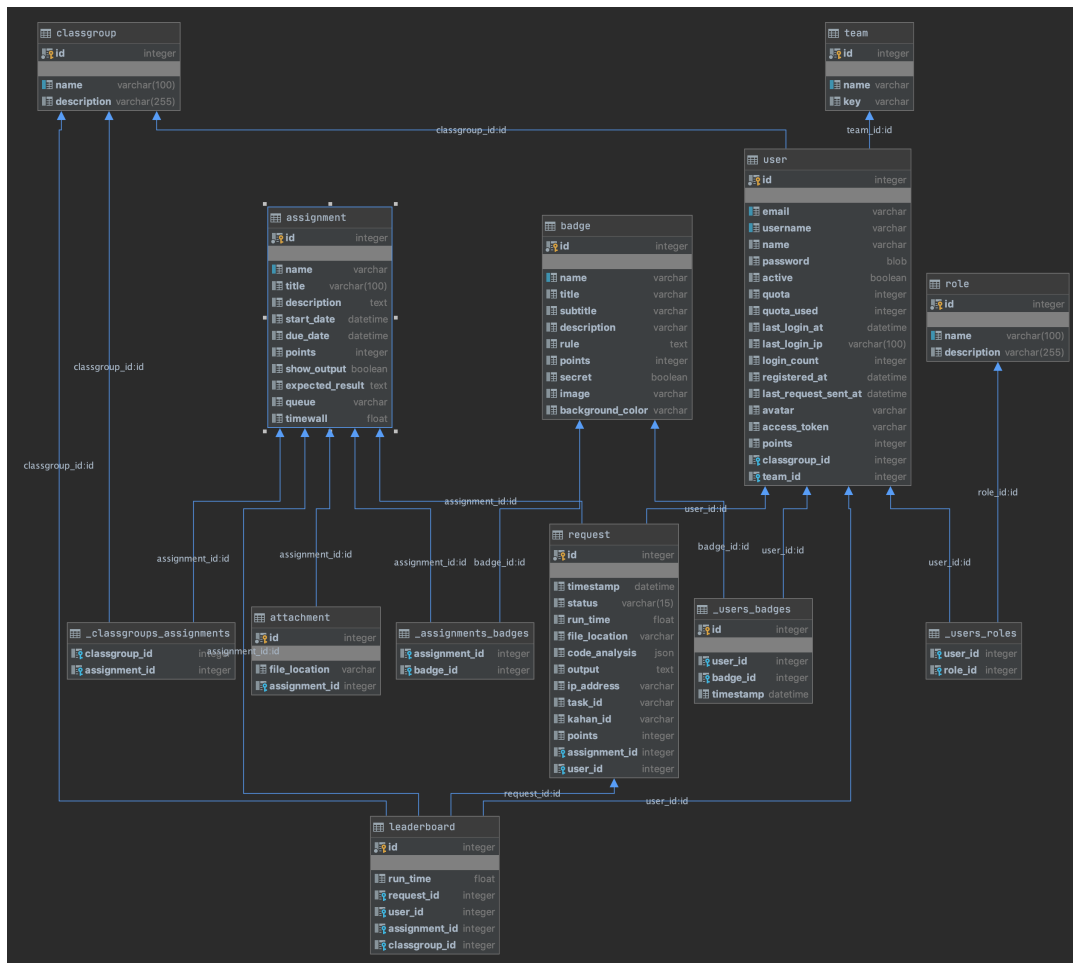 classgroup
id integer
name varchar(100)
description varchar(255)
team
id integer
name varchar
key varchar
classgroup_id:id
team_id:id
user
id integer
email varchar
username varchar
name varchar
password blob
active boolean
quota integer
quota_used integer
last_login_at datetime
last_login_ip varchar(100)
login_count integer
registered_at datetime
last_request_sent_at datetime
avatar varchar
access_token varchar
points integer
classgroup_id integer
team_id integer
assignment
id integer
name varchar
title varchar(100)
description text
start_date datetime
due_date datetime
points integer
show_output boolean
expected_result text
queue varchar
timewall float
badge
id integer
name varchar
title varchar
subtitle varchar
description varchar
rule text
points integer
secret boolean
image varchar
background_color varchar
role
id integer
name varchar(100)
description varchar(255)
classgroup_id:id
classgroup_id:id
assignment_id:id
user_id:id
role_id:id
assignment_id:id
assignment_id:id
assignment_id:id
badge_id:id
badge_id:id
user_id:id
user_id:id
request
id integer
timestamp datetime
status varchar(15)
run_time float
file_location varchar
code_analysis json
output text
ip_address varchar
task_id varchar
kahan_id varchar
points integer
assignment_id integer
user_id integer
_classgroups_assignments
classgroup_id integer
assignment_id integer
assignment_id:id
attachment
id integer
file_location varchar
assignment_id integer
_assignments_badges
assignment_id integer
badge_id integer
_users_badges
id integer
user_id integer
badge_id integer
timestamp datetime
_users_roles
user_id integer
role_id integer
request_id:id
user_id:id
leaderboard
id integer
run_time float
request_id integer
user_id integer
assignment_id integer
classgroup_id integer